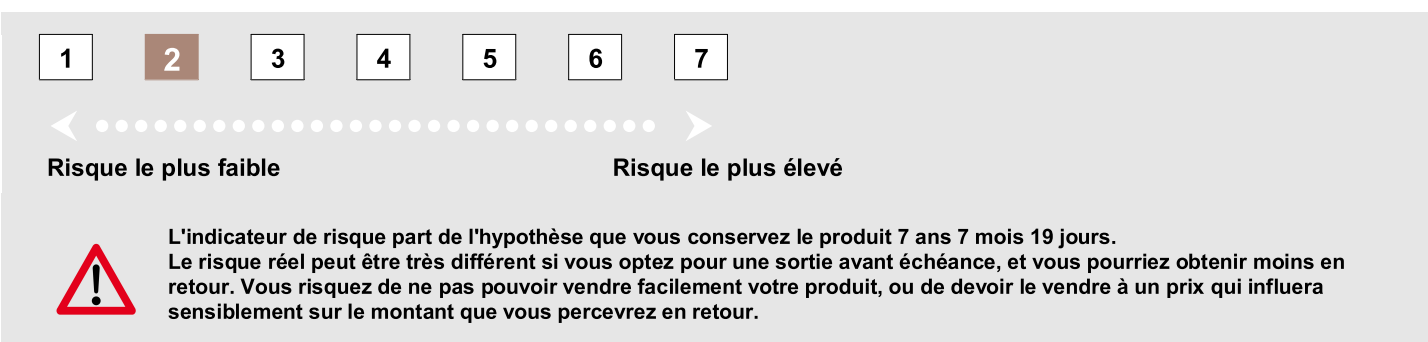 1 2 3 4 5 6 7
Risque le plus faible Risque le plus élevé
L'indicateur de risque part de l'hypothèse que vous conservez le produit 7 ans 7 mois 19 jours.
Le risque réel peut être très différent si vous optez pour une sortie avant échéance, et vous pourriez obtenir moins en
retour. Vous risquez de ne pas pouvoir vendre facilement votre produit, ou de devoir le vendre à un prix qui influera
sensiblement sur le montant que vous percevrez en retour.